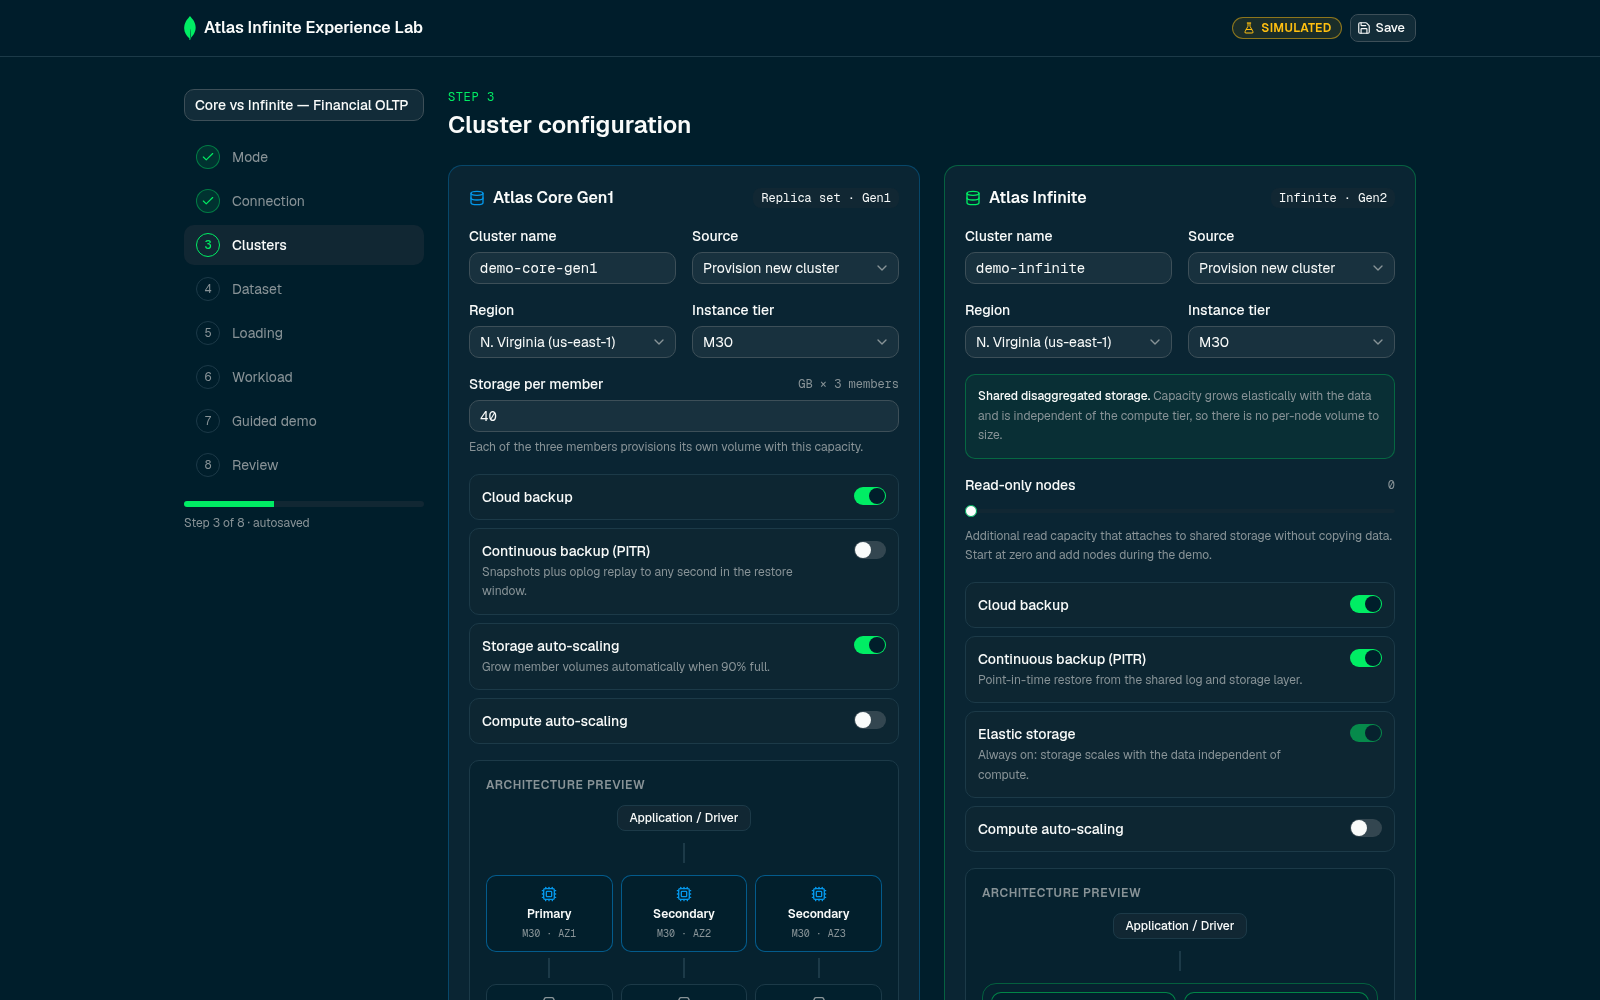 Atlas Infinite Experience Lab
SIMULATED
Save
Core vs Infinite — Financial OLTP
Mode
Connection
3 Clusters
4 Dataset
5 Loading
6 Workload
7 Guided demo
8 Review
Step 3 of 8 · autosaved
STEP 3
Cluster configuration
Atlas Core Gen1
Replica set · Gen1
Cluster name
Source
demo-core-gen1
Provision new cluster
Region
Instance tier
N. Virginia (us-east-1)
M30
Storage per member
GB × 3 members
40
Each of the three members provisions its own volume with this capacity.
Cloud backup
Continuous backup (PITR)
Snapshots plus oplog replay to any second in the restore
window.
Storage auto-scaling
Grow member volumes automatically when 90% full.
Compute auto-scaling
ARCHITECTURE PREVIEW
Application / Driver
Primary
M30 · AZ1
Secondary
M30 · AZ2
Secondary
M30 · AZ3
Atlas Infinite
Infinite · Gen2
Cluster name
Source
demo-infinite
Provision new cluster
Region
Instance tier
N. Virginia (us-east-1)
M30
Shared disaggregated storage. Capacity grows elastically with the data
and is independent of the compute tier, so there is no per-node volume to
size.
Read-only nodes
0
Additional read capacity that attaches to shared storage without copying data.
Start at zero and add nodes during the demo.
Cloud backup
Continuous backup (PITR)
Point-in-time restore from the shared log and storage layer.
Elastic storage
Always on: storage scales with the data independent of
compute.
Compute auto-scaling
ARCHITECTURE PREVIEW
Application / Driver